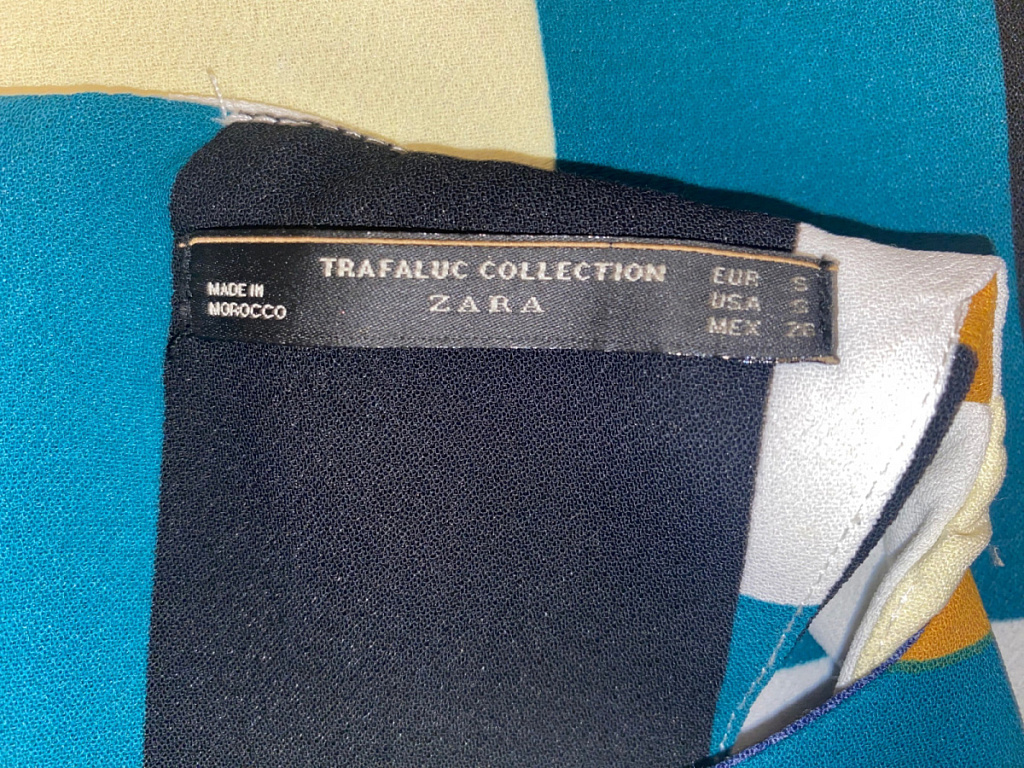 MADE IN
MOROCCO
TRAFALUC COLLECTION
ZARA
EUR S
USA S
MEX 26